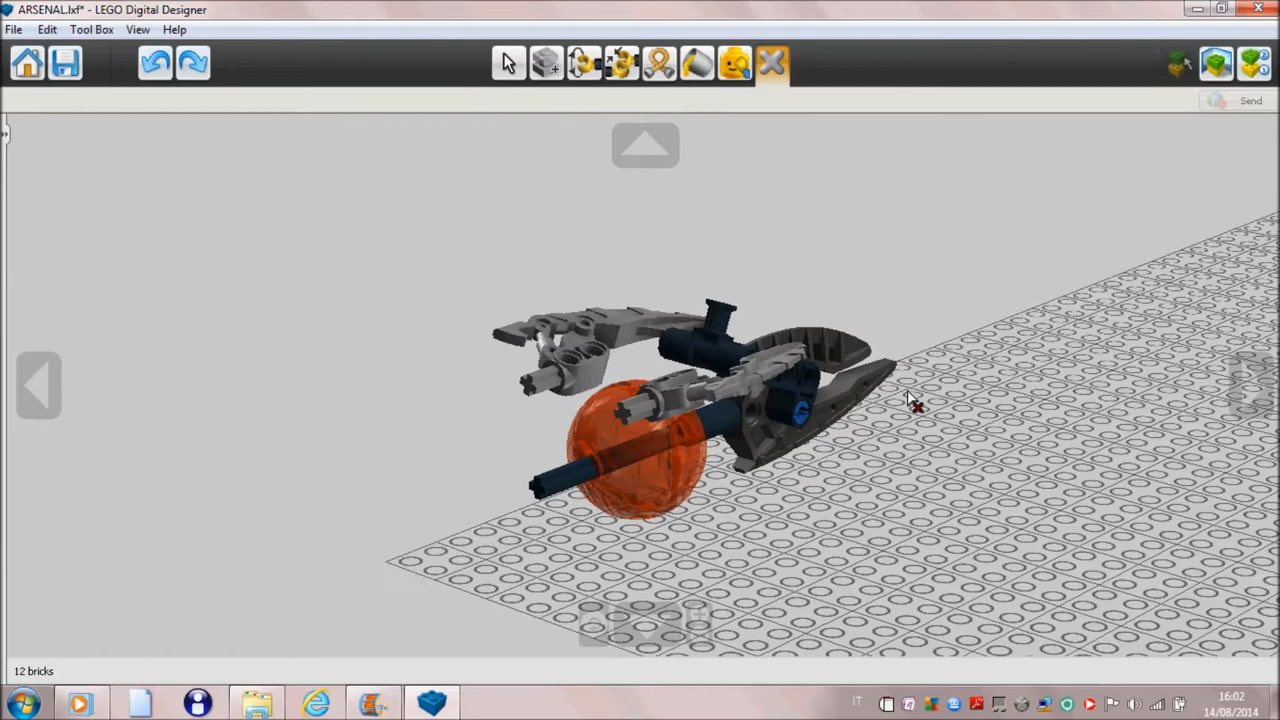 ARSENAL.lxf* - LEGO Digital Designer
File Edit Tool Box View Help
Send
12 bricks
IT
16:02
14/08/2014